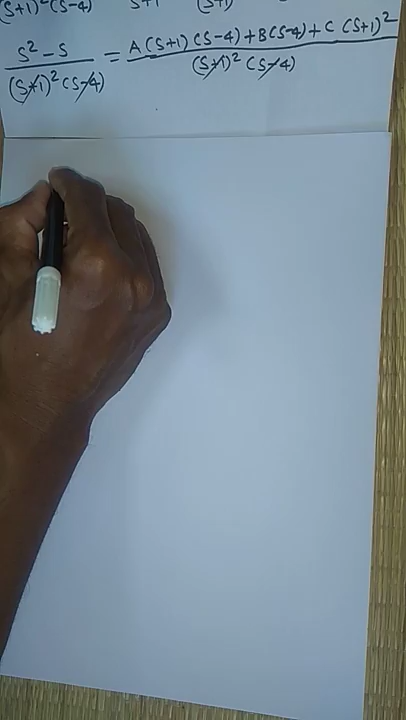 (S+1)²(S-4) S+1 (S+1)
S² - S / (S+1)² (S-4) = A (S+1) (S-4) + B(S-4) + C (S+1)² / (S+1)² (S-4)